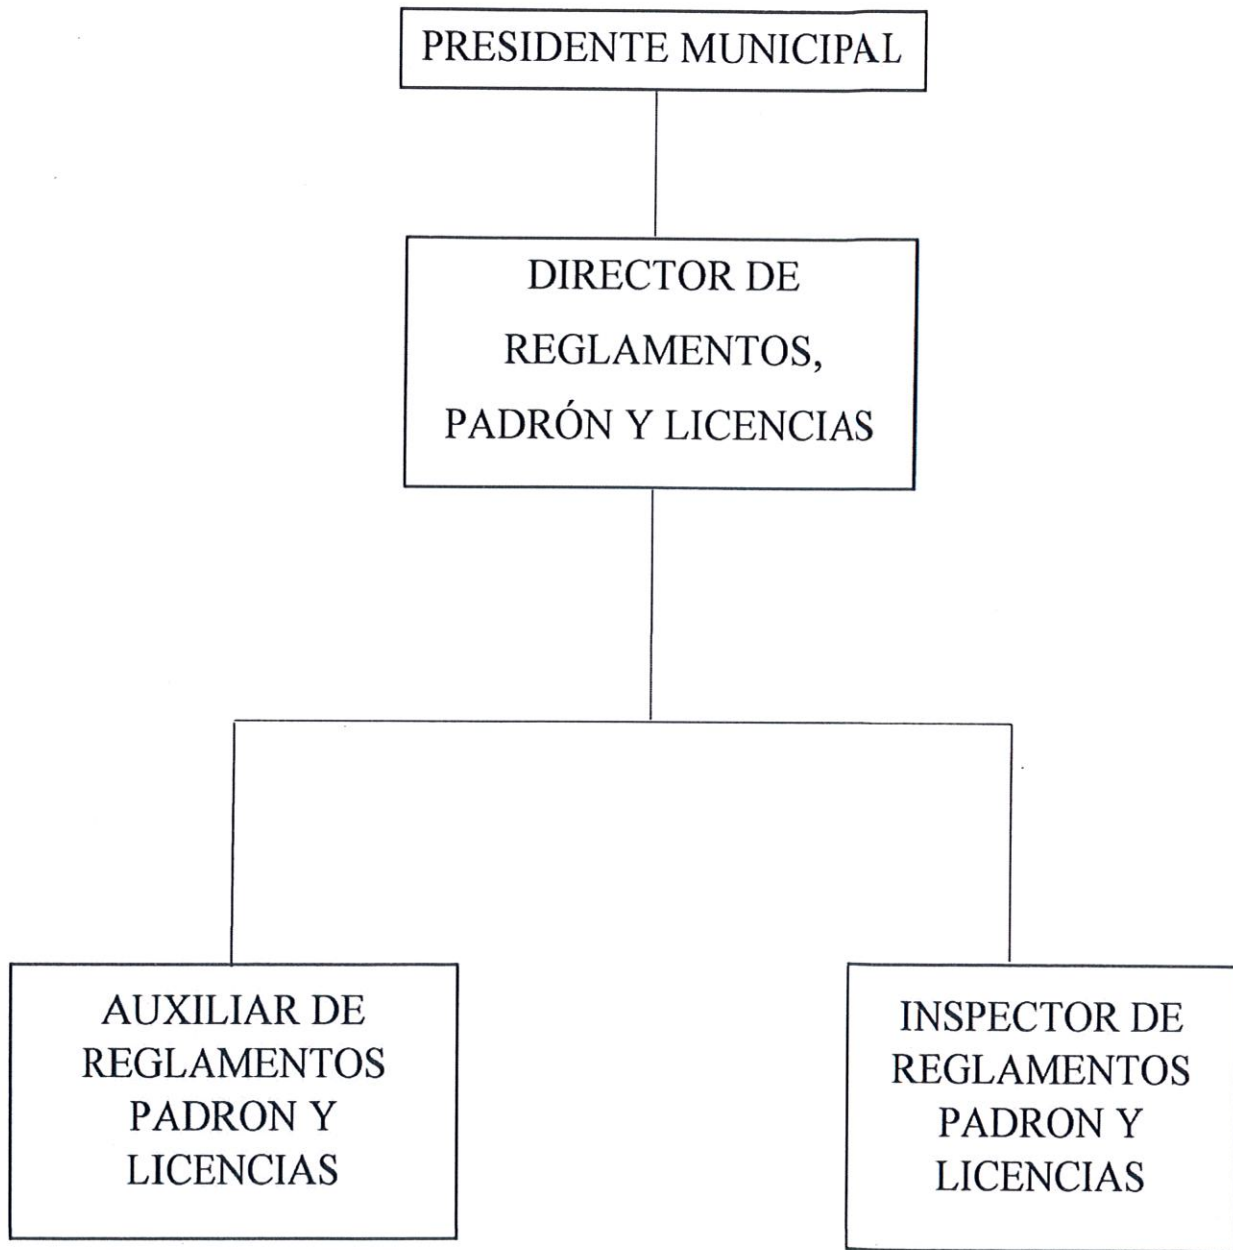 PRESIDENTE MUNICIPAL
DIRECTOR DE
REGLAMENTOS,
PADRÓN Y LICENCIAS
AUXILIAR DE
REGLAMENTOS
PADRON Y
LICENCIAS
INSPECTOR DE
REGLAMENTOS
PADRON Y
LICENCIAS